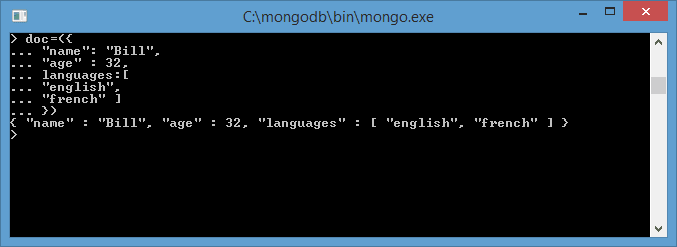 C:\mongodb\bin\mongo.exe
> doc=({
... "name": "Bill",
... "age" : 32,
... languages:[
... "english",
... "french" ]
... })
{ "name" : "Bill", "age" : 32, "languages" : [ "english", "french" ] }
>